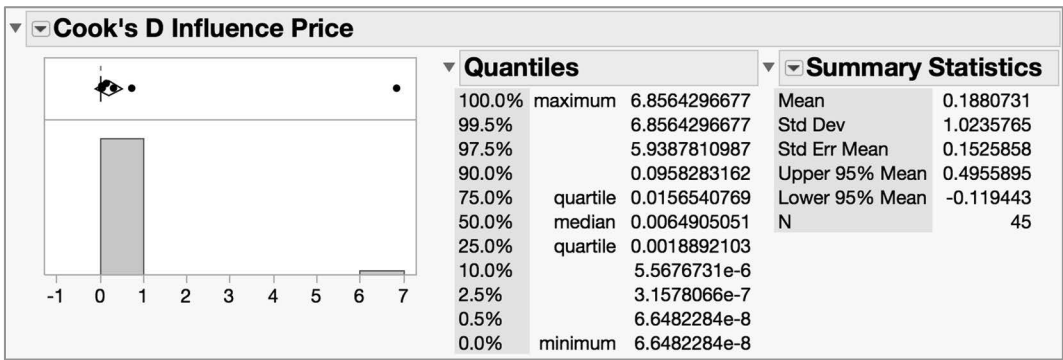 Cook's D Influence Price
-1 0 1 2 3 4 5 6 7
Quantiles
100.0% maximum 6.8564296677
99.5% 6.8564296677
97.5% 5.9387810987
90.0% 0.0958283162
75.0% quartile 0.0156540769
50.0% median 0.0064905051
25.0% quartile 0.0018892103
10.0% 5.5676731e-6
2.5% 3.1578066e-7
0.5% 6.6482284e-8
0.0% minimum 6.6482284e-8
Summary Statistics
Mean 0.1880731
Std Dev 1.0235765
Std Err Mean 0.1525858
Upper 95% Mean 0.4955895
Lower 95% Mean -0.119443
N 45